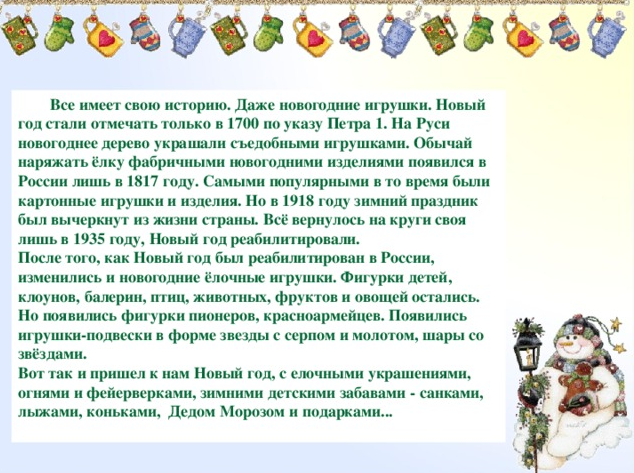 Все имеет свою историю. Даже новогодние игрушки. Новый
год стали отмечать только в 1700 по указу Петра 1. На Руси
новогоднее дерево украшали съедобными игрушками. Обычай
наряжать ёлку фабричными новогодними изделиями появился в
России лишь в 1817 году. Самыми популярными в то время были
картонные игрушки и изделия. Но в 1918 году зимний праздник
был вычеркнут из жизни страны. Всё вернулось на круги своя
лишь в 1935 году, Новый год реабилитировали.
После того, как Новый год был реабилитирован в России,
изменились и новогодние ёлочные игрушки. Фигурки детей,
клоунов, балерин, птиц, животных, фруктов и овощей остались.
Но появились фигурки пионеров, красноармейцев. Появились
игрушки-подвески в форме звезды с серпом и молотом, шары со
звёздами.
Вот так и пришел к нам Новый год, с елочными украшениями,
огнями и фейерверками, зимними детскими забавами - санками,
лыжами, коньками, Дедом Морозом и подарками...